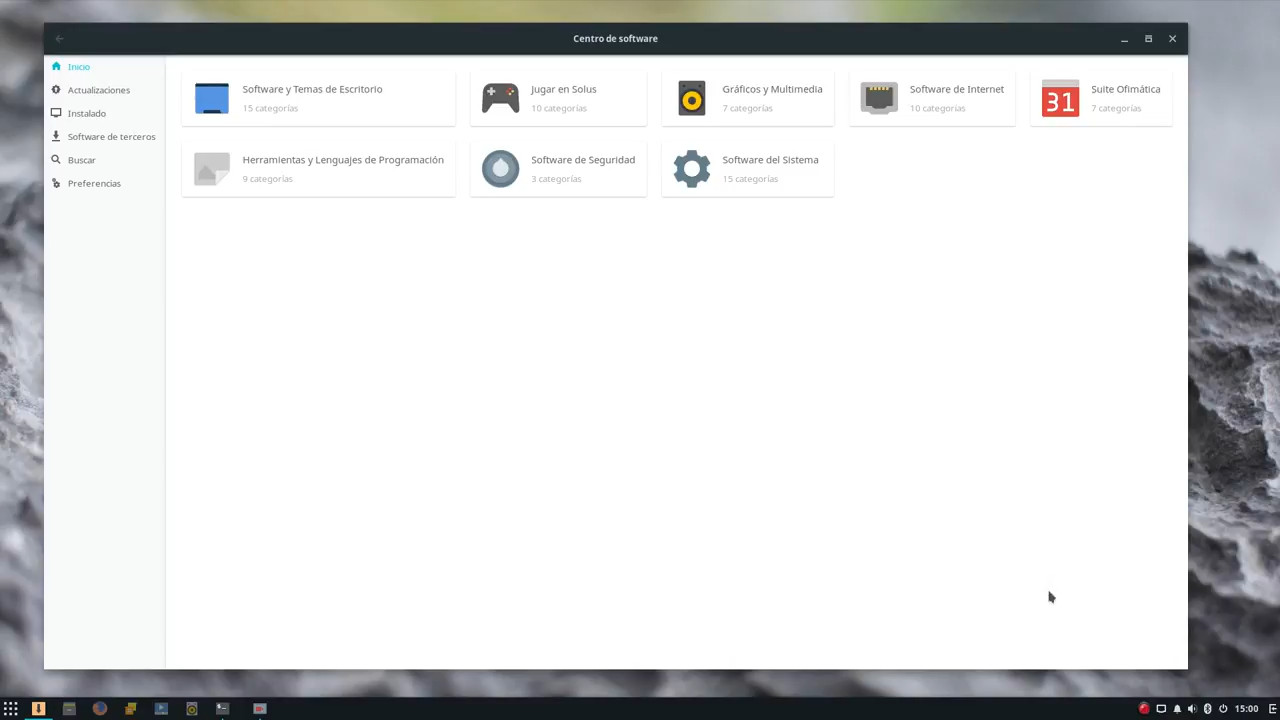 Centro de software
Inicio
Actualizaciones
Instalado
Software de terceros
Buscar
Preferencias
Software y Temas de Escritorio
15 categorías
Jugar en Solus
10 categorías
Gráficos y Multimedia
7 categorías
Software de Internet
10 categorías
31
Suite Ofimática
7 categorías
Herramientas y Lenguajes de Programación
9 categorías
Software de Seguridad
3 categorías
Software del Sistema
15 categorías
15:00